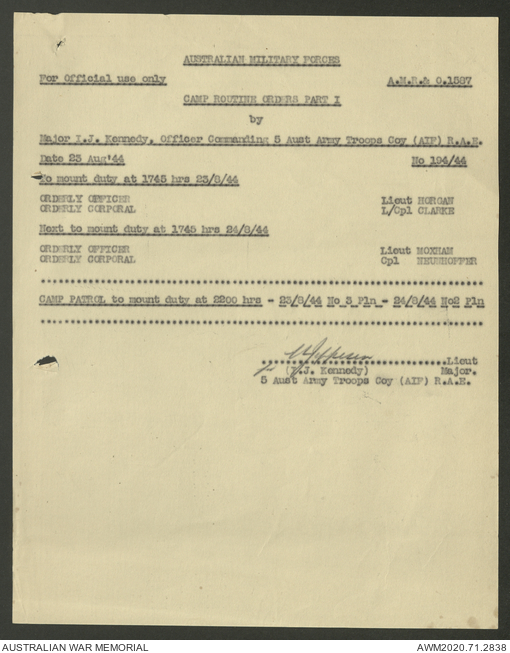 AUSTRALIAN MILITARY FORCES
For Official use only A.M.R.& O.1587
CAMP ROUTINE ORDERS PART I
by
Major I.J. Kennedy, Officer Commanding 5 Aust Army Troops Coy (AIF) R.A.E.
Date 23 Aug'44 No 194/44
To mount duty at 1745 hrs 23/8/44
ORDERLY OFFICER Lieut HORGAN
ORDERLY CORPORAL L/Cpl CLARKE
Next to mount duty at 1745 hrs 24/8/44
ORDERLY OFFICER Lieut MOXHAM
ORDERLY CORPORAL Cpl NEUHHOFFER
CAMP PATROL to mount duty at 2200 hrs - 23/8/44 No 3 Pln - 24/8/44 No2 Pln
Lieut
(I.J. Kennedy) Major.
5 Aust Army Troops Coy (AIF) R.A.E.
AUSTRALIAN WAR MEMORIAL AWM2020.71.2838